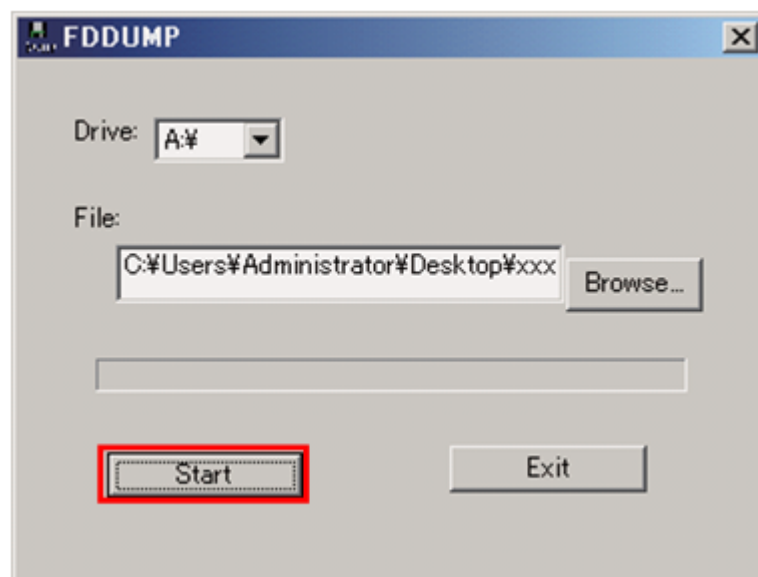 FDDUMP
Drive: A:¥
File:
C:¥Users¥Administrator¥Desktop¥xxx
Browse...
Start Exit